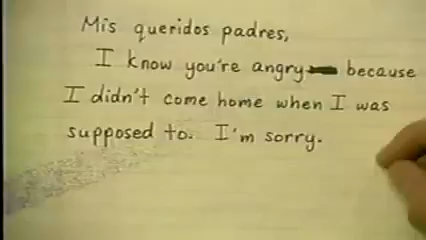 Mis queridos padres,
I know you're angry because
I didn't come home when I was
supposed to. I'm sorry.